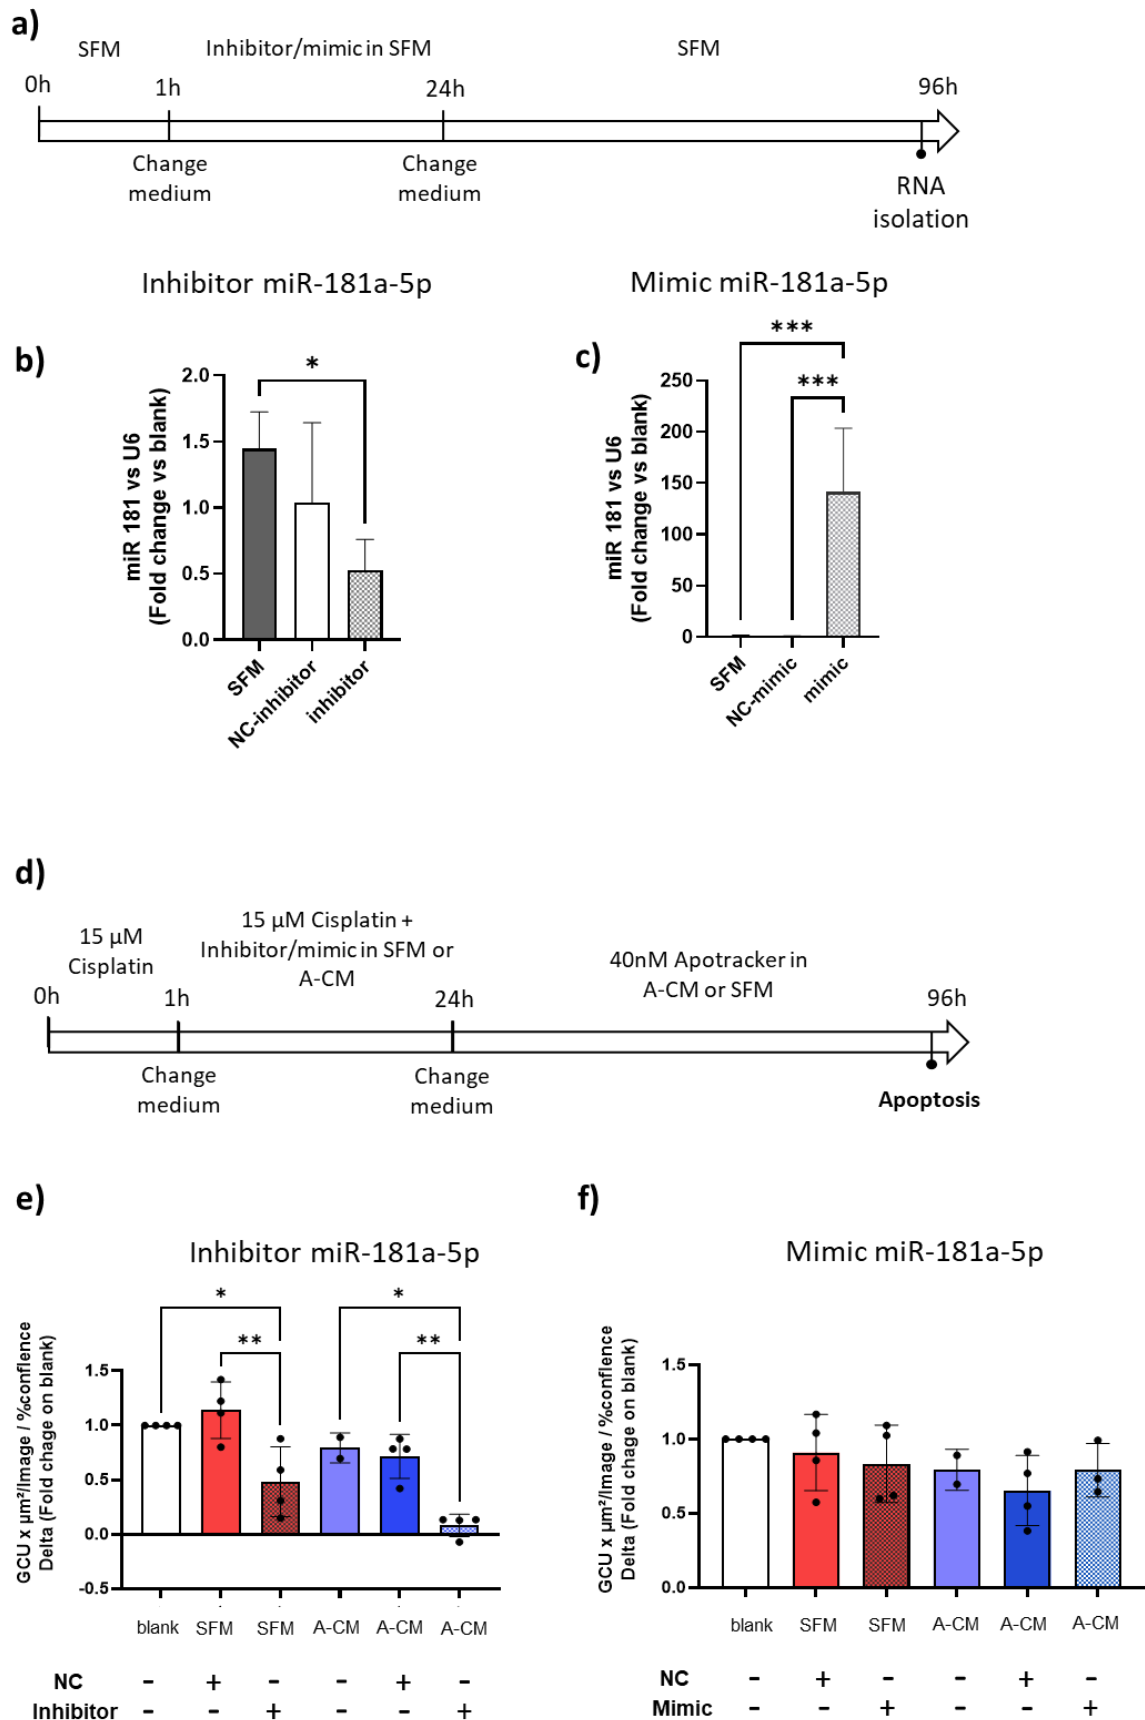 a)
SFM
Inhibitor/mimic in SFM
SFM
0h
1h
24h
96h
Change
medium
Change
medium
RNA
isolation
Inhibitor miR-181a-5p
b)
*
miR 181 vs U6
(Fold change vs blank)
2.0
1.5
1.0
0.5
0.0
SFM
NC-inhibitor
inhibitor
Mimic miR-181a-5p
c)
***
***
miR 181 vs U6
(Fold change vs blank)
250
200
150
100
50
0
SFM
NC-mimic
mimic
d)
15 µM
Cisplatin
15 µM Cisplatin +
Inhibitor/mimic in SFM or
A-CM
40nM Apotracker in
A-CM or SFM
0h
1h
24h
96h
Change
medium
Change
medium
Apoptosis
e)
Inhibitor miR-181a-5p
*
*
**
**
GCU x µm²/Image / %conflence
Delta (Fold chage on blank)
1.5
1.0
0.5
0.0
-0.5
blank SFM SFM A-CM A-CM A-CM
NC - + - - + -
Inhibitor - - + - - +
f)
Mimic miR-181a-5p
GCU x µm²/Image / %conflence
Delta (Fold chage on blank)
1.5
1.0
0.5
0.0
blank SFM SFM A-CM A-CM A-CM
NC - + - - + -
Mimic - - + - - +